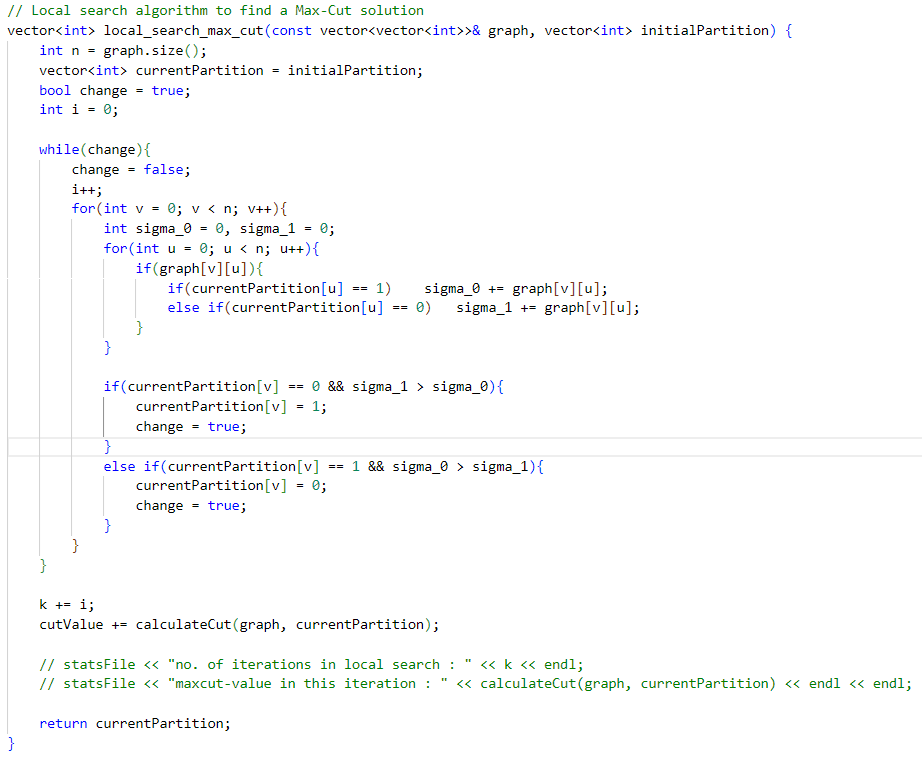 // Local search algorithm to find a Max-Cut solution
vector<int> local_search_max_cut(const vector<vector<int>>& graph, vector<int> initialPartition) {
    int n = graph.size();
    vector<int> currentPartition = initialPartition;
    bool change = true;
    int i = 0;

    while(change){
        change = false;
        i++;
        for(int v = 0; v < n; v++){
            int sigma_0 = 0, sigma_1 = 0;
            for(int u = 0; u < n; u++){
                if(graph[v][u]){
                    if(currentPartition[u] == 1)    sigma_0 += graph[v][u];
                    else if(currentPartition[u] == 0)   sigma_1 += graph[v][u];
                }
            }

            if(currentPartition[v] == 0 && sigma_1 > sigma_0){
                currentPartition[v] = 1;
                change = true;
            }
            else if(currentPartition[v] == 1 && sigma_0 > sigma_1){
                currentPartition[v] = 0;
                change = true;
            }
        }
    }

    k += i;
    cutValue += calculateCut(graph, currentPartition);

    // statsFile << "no. of iterations in local search : " << k << endl;
    // statsFile << "maxcut-value in this iteration : " << calculateCut(graph, currentPartition) << endl << endl;

    return currentPartition;
}